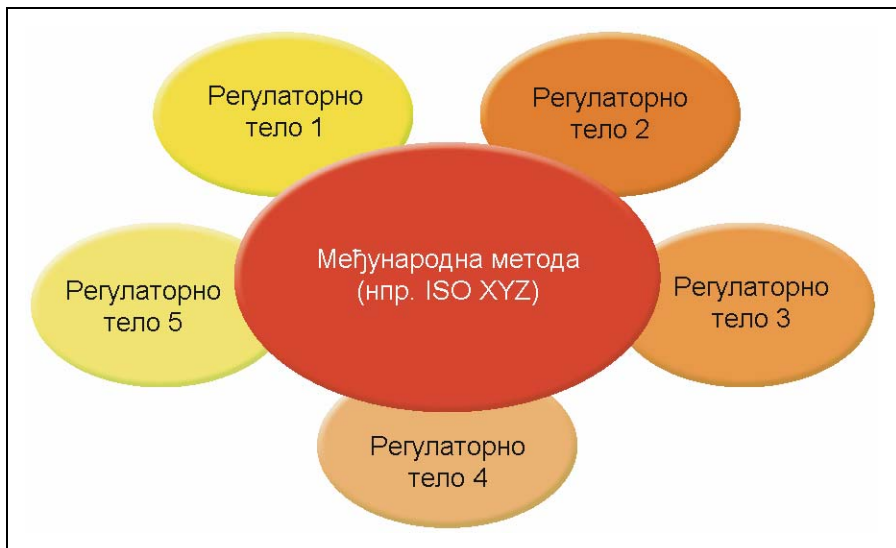 Регулаторно
тело 1
Регулаторно
тело 2
Међународна метода
(нпр. ISO XYZ)
Регулаторно
тело 5
Регулаторно
тело 3
Регулаторно
тело 4